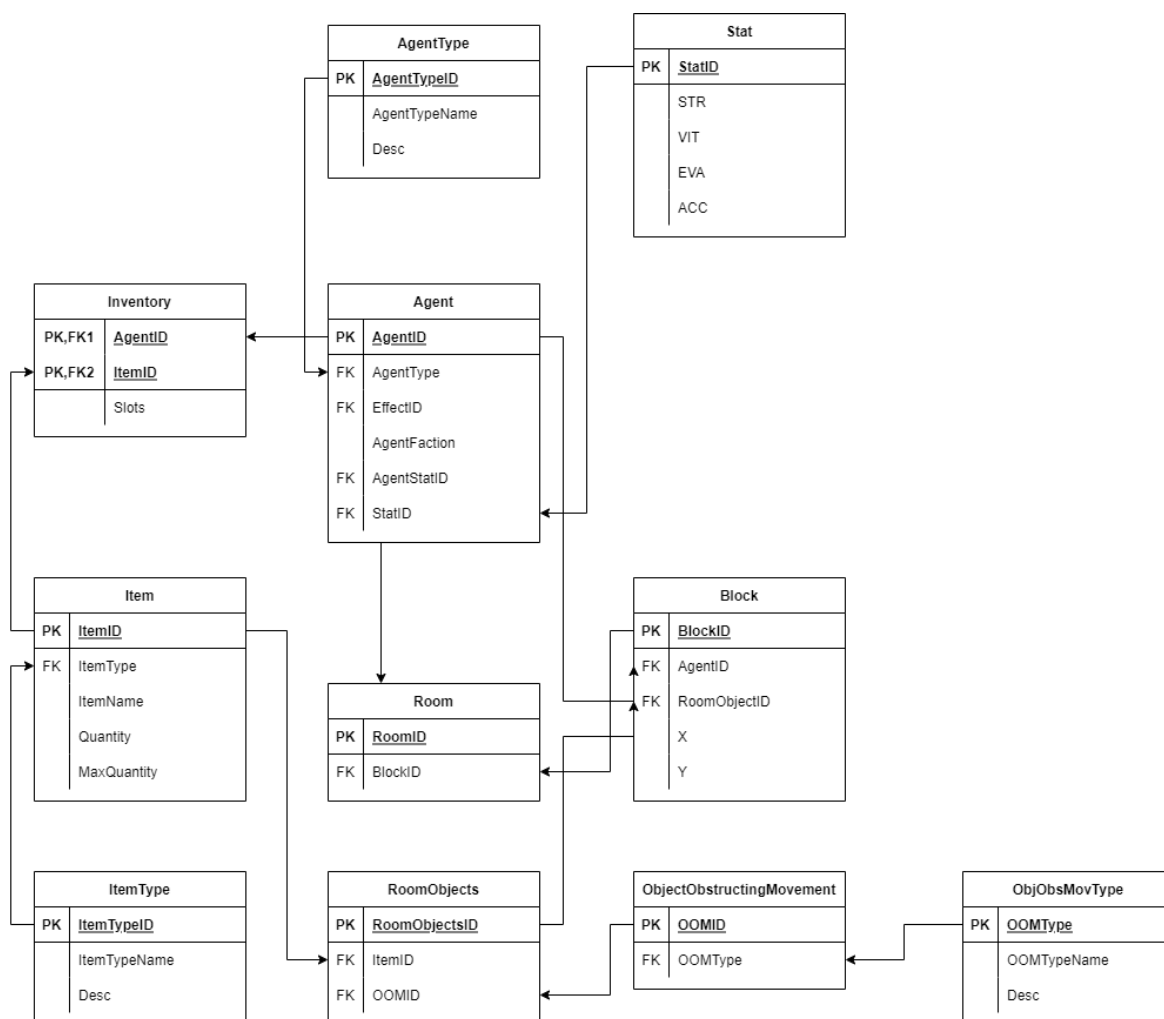 AgentType
PK AgentTypeID
AgentTypeName
Desc
Stat
PK StatID
STR
VIT
EVA
ACC
Inventory
PK,FK1 AgentID
PK,FK2 ItemID
Slots
Agent
PK AgentID
FK AgentType
FK EffectID
AgentFaction
FK AgentStatID
FK StatID
Item
PK ItemID
FK ItemType
ItemName
Quantity
MaxQuantity
Room
PK RoomID
FK BlockID
Block
PK BlockID
FK AgentID
FK RoomObjectID
X
Y
ItemType
PK ItemTypeID
ItemTypeName
Desc
RoomObjects
PK RoomObjectsID
FK ItemID
FK OOMID
ObjectObstructingMovement
PK OOMID
FK OOMType
ObjObsMovType
PK OOMType
OOMTypeName
Desc